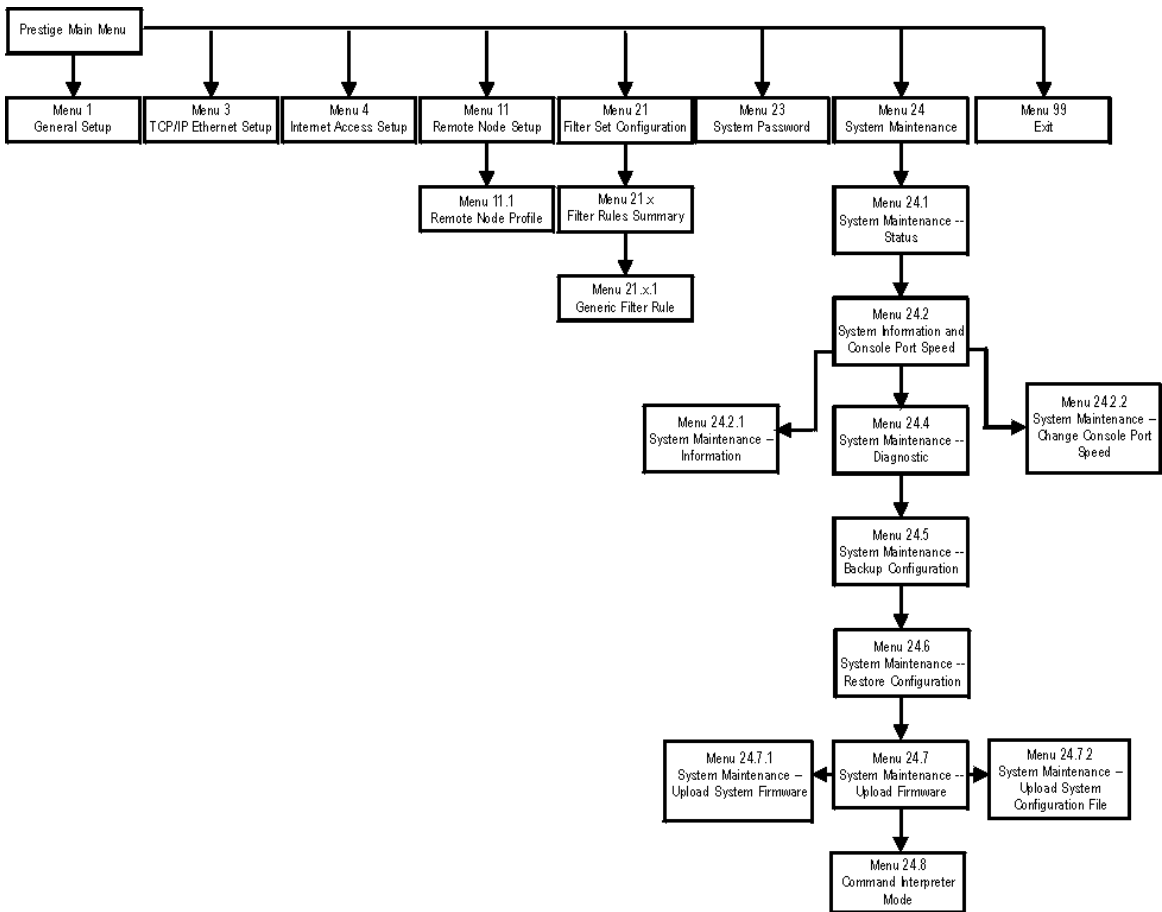 Prestige Main Menu
Menu 1
General Setup
Menu 3
TCP/IP Ethernet Setup
Menu 4
Internet Access Setup
Menu 11
Remote Node Setup
Menu 21
Filter Set Configuration
Menu 23
System Password
Menu 24
System Maintenance
Menu 99
Exit
Menu 11.1
Remote Node Profile
Menu 21.x
Filter Rules Summary
Menu 24.1
System Maintenance --
Status
Menu 21.x.1
Generic Filter Rule
Menu 24.2
System Information and
Console Port Speed
Menu 24.2.1
System Maintenance –
Information
Menu 24.4
System Maintenance --
Diagnostic
Menu 24.2.2
System Maintenance –
Change Console Port
Speed
Menu 24.5
System Maintenance --
Backup Configuration
Menu 24.6
System Maintenance --
Restore Configuration
Menu 24.7.1
System Maintenance –
Upload System Firmware
Menu 24.7
System Maintenance --
Upload Firmware
Menu 24.7.2
System Maintenance –
Upload System
Configuration File
Menu 24.8
Command Interpreter
Mode